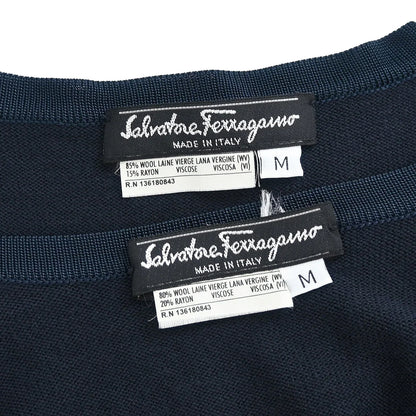 Salvatore Ferragamo
MADE IN ITALY
85% WOOL LAINE VIERGE LANA VERGINE (WV)
15% RAYON VISCOSE VISCOSA (VI)
R.N 136180843
M
Salvatore Ferragamo
MADE IN ITALY
80% WOOL LAINE VIERGE LANA VERGINE (WV
20% RAYON VISCOSE VISCOSA (VI)
R.N 136180843
M